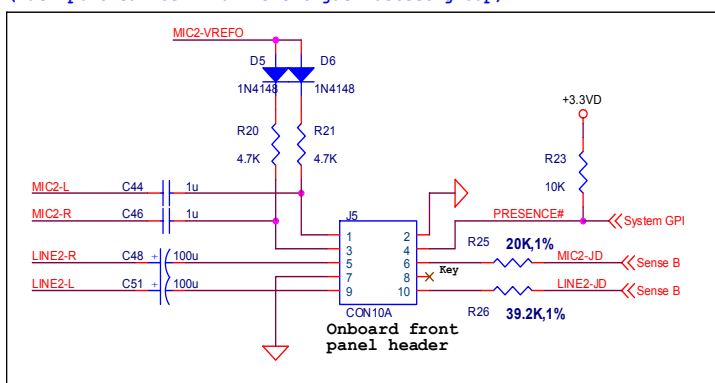 MIC2-VREFO
D5
D6
1N4148
1N4148
+3.3VD
R20
R21
4.7K
4.7K
R23
10K
MIC2-L
C44
1u
MIC2-R
C46
1u
J5
PRESENCE#
System GPI
1
2
3
4
5
6
7
8
9
10
R25
20K,1%
MIC2-JD
Sense B
LINE2-R
C48
+
100u
Key
LINE2-L
C51
+
100u
LINE2-JD
Sense B
CON10A
R26
39.2K,1%
Onboard front
panel header